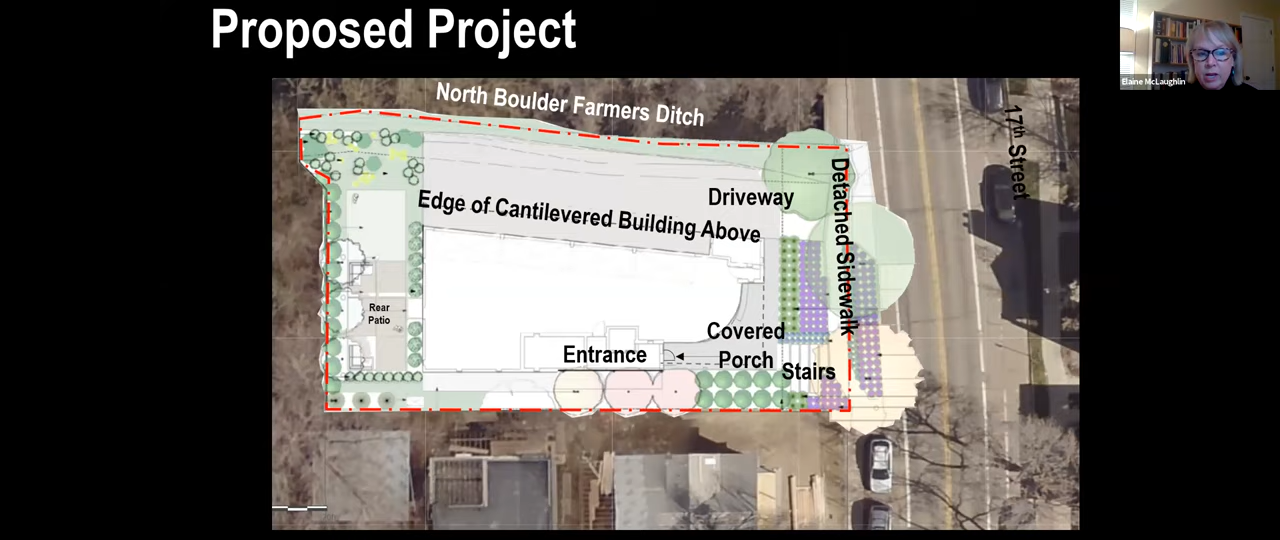 Proposed Project
Elaine McLaughlin
North Boulder Farmers Ditch
17th Street
Detached Sidewalk
Driveway
Edge of Cantilevered Building Above
Rear
Patio
Covered
Porch
Entrance
Stairs